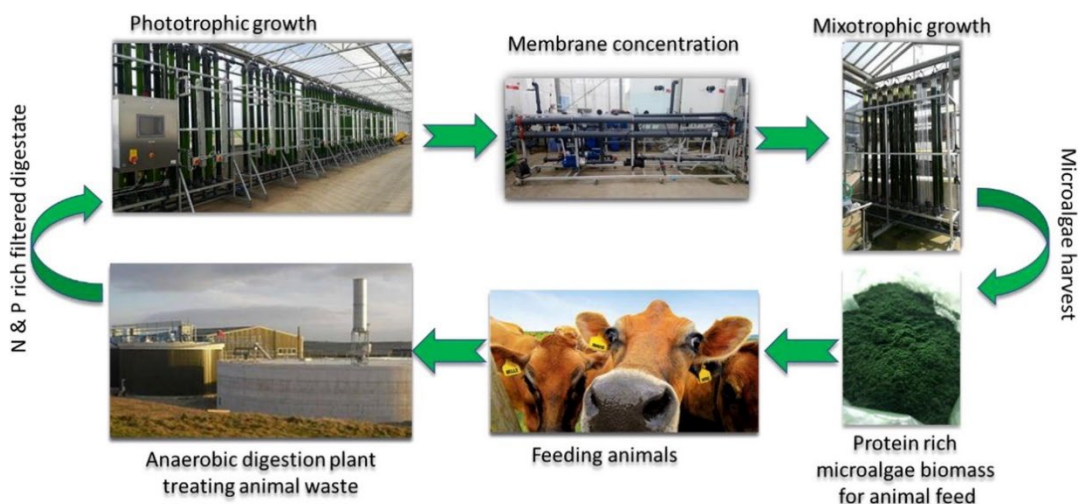 Phototrophic growth
Membrane concentration
Mixotrophic growth
N & P rich filtered digestate
Microalgae harvest
Anaerobic digestion plant
treating animal waste
Feeding animals
Protein rich
microalgae biomass
for animal feed